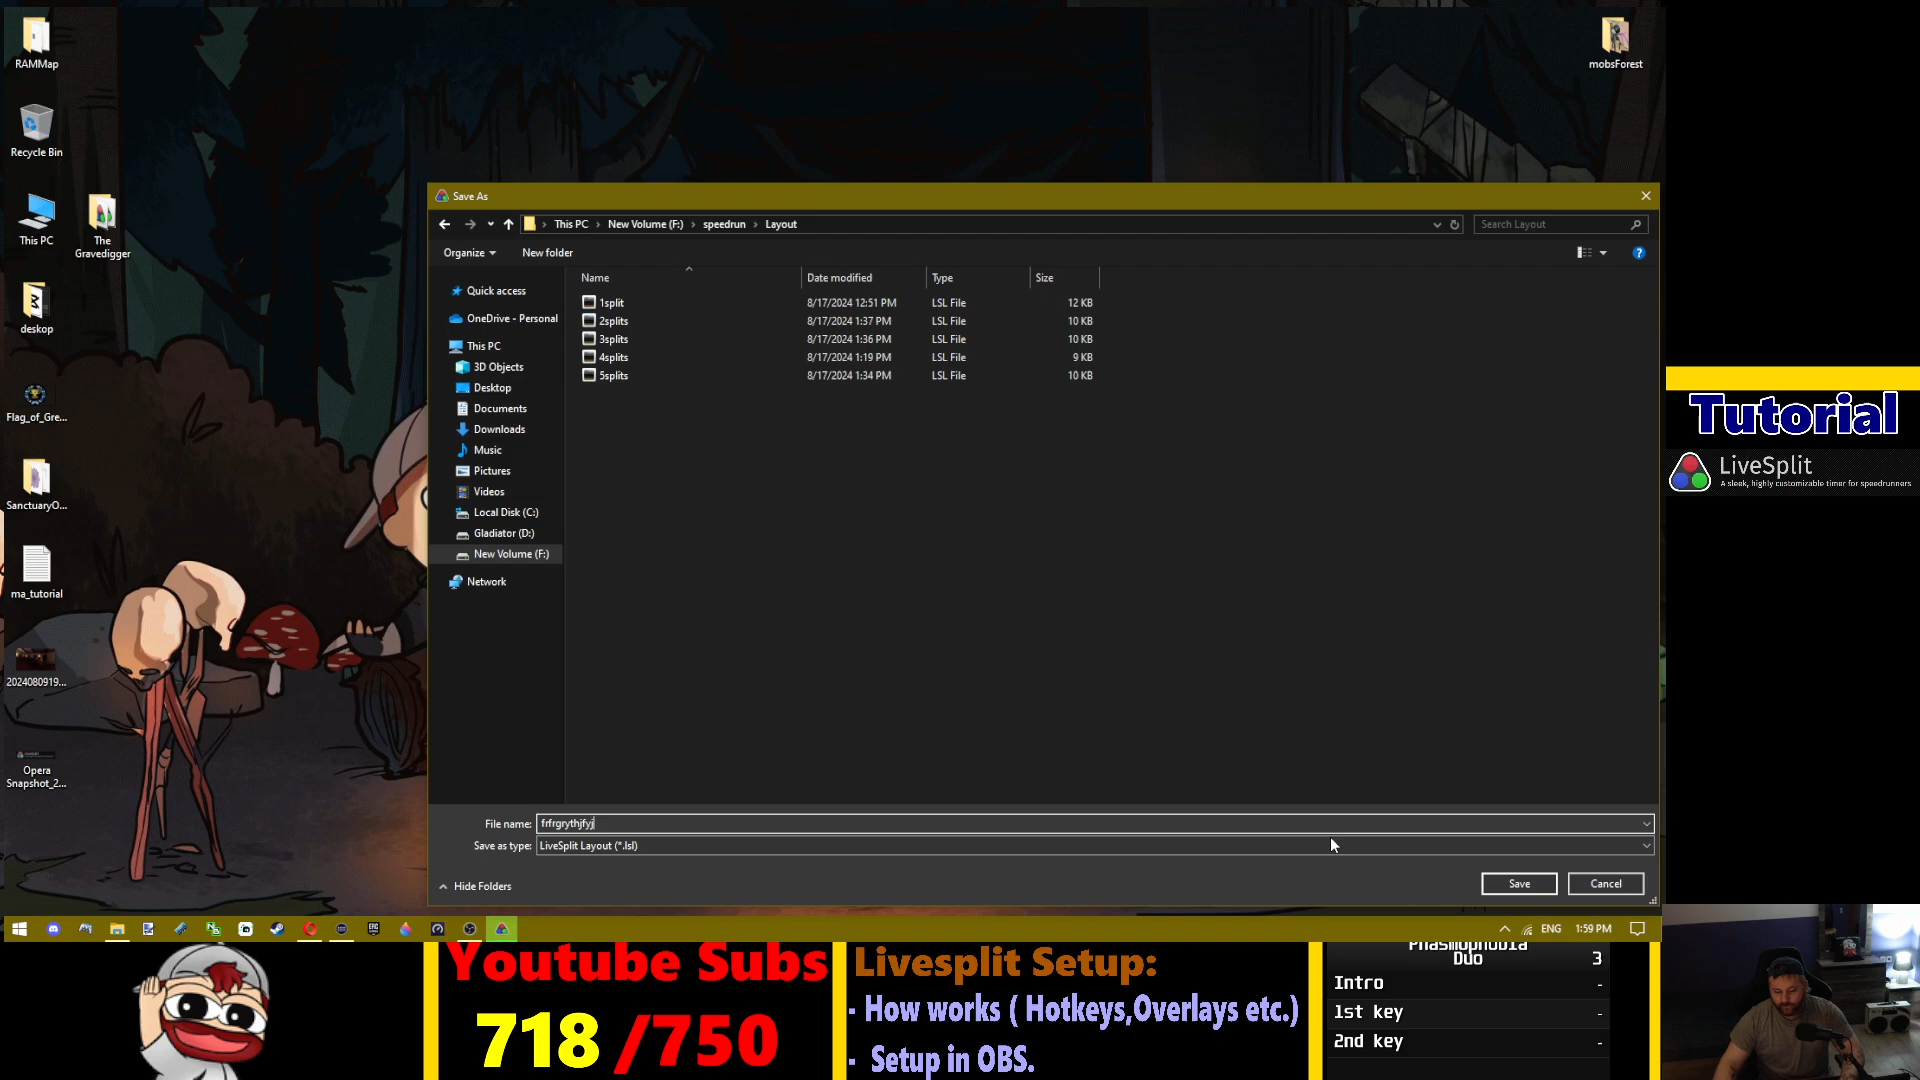 RAMMap
Recycle Bin
This PC
The
Gravedigger
deskop
Flag_of_Gre...
SanctuaryO...
ma_tutorial
2024080919...
Opera
Snapshot_2...
mobsForest
Save As
This PC > New Volume (F:) > speedrun > Layout
Search Layout
Organize
New folder
Name Date modified Type Size
1split 8/17/2024 12:51 PM LSL File 12 KB
2splits 8/17/2024 1:37 PM LSL File 10 KB
3splits 8/17/2024 1:36 PM LSL File 10 KB
4splits 8/17/2024 1:19 PM LSL File 9 KB
5splits 8/17/2024 1:34 PM LSL File 10 KB
Quick access
OneDrive - Personal
This PC
3D Objects
Desktop
Documents
Downloads
Music
Pictures
Videos
Local Disk (C:)
Gladiator (D:)
New Volume (F:)
Network
File name: frfrgrythjfyj
Save as type: LiveSplit Layout (*.lsl)
Hide Folders
Save
Cancel
ENG 1:59 PM
Tutorial
LiveSplit
A sleek, highly customizable timer for speedrunners
Youtube Subs
718 /750
Livesplit Setup:
- How works ( Hotkeys,Overlays etc.)
- Setup in OBS.
Phasmophobia
Duo 3
Intro -
1st key -
2nd key -